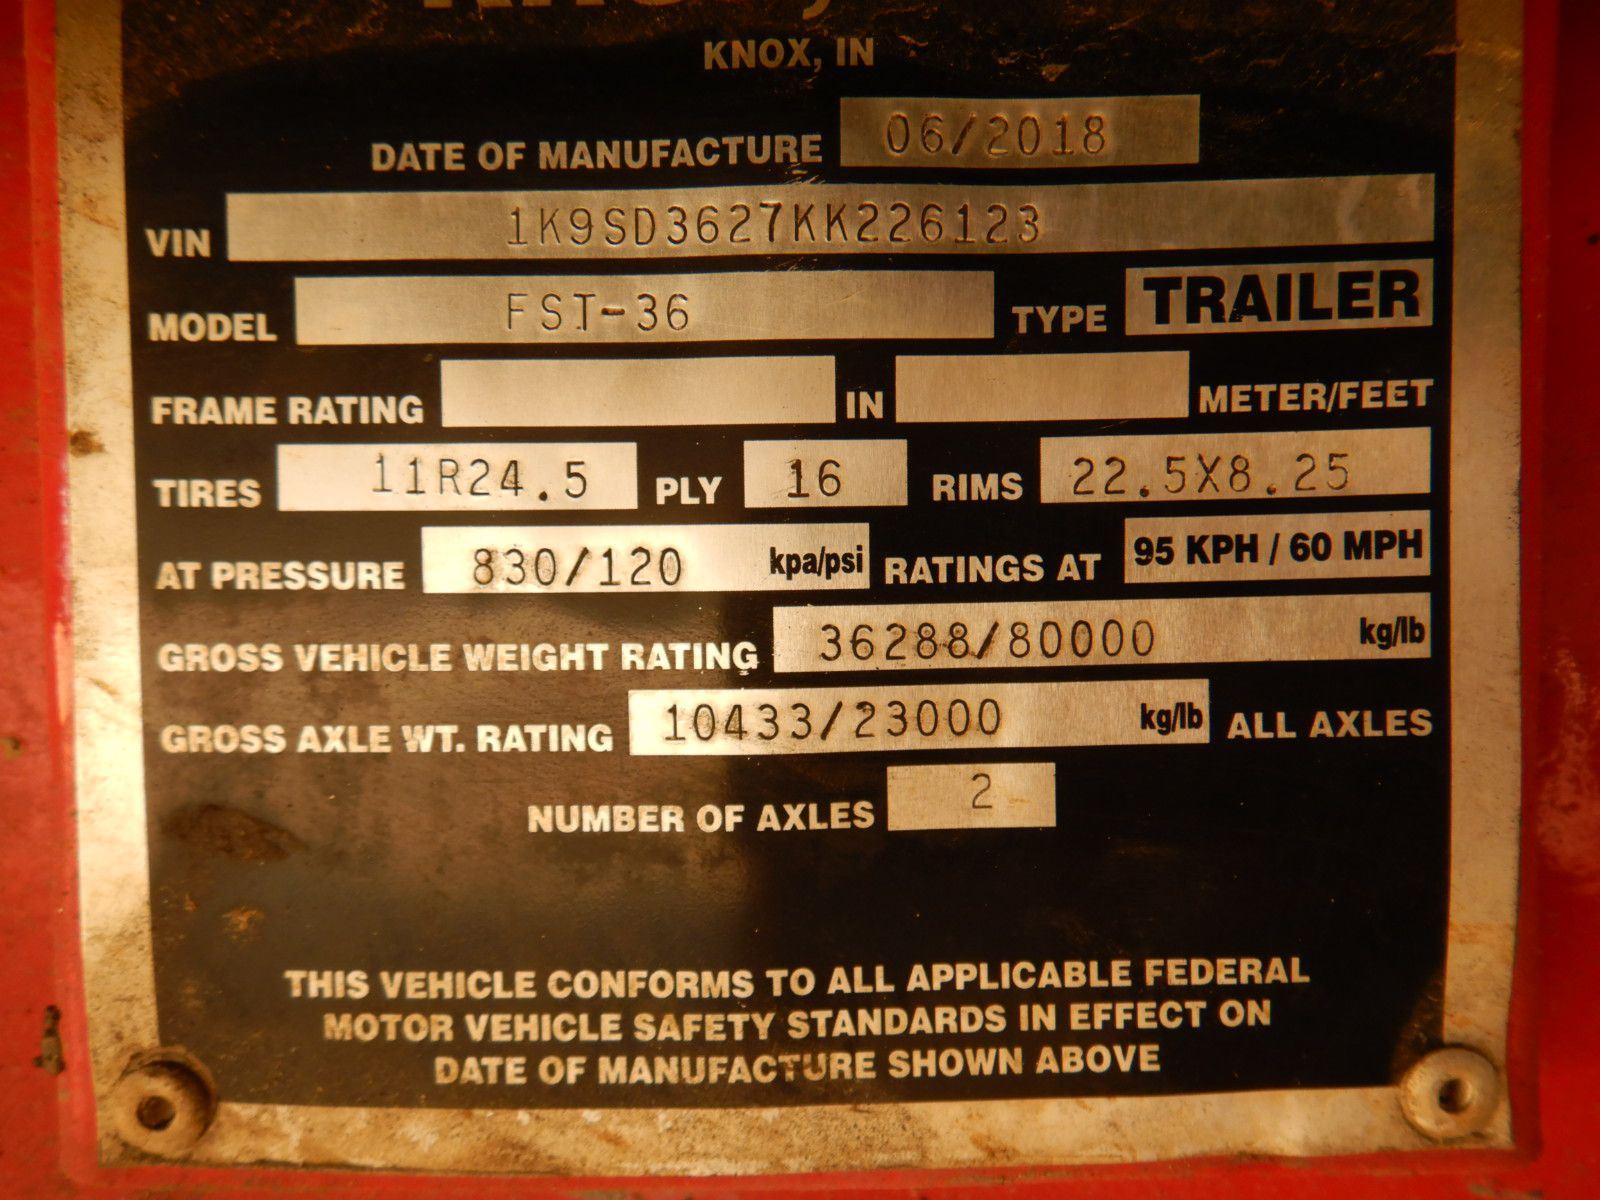 KNOX, IN
DATE OF MANUFACTURE 06/2018
VIN 1K9SD3627KK226123
MODEL FST-36 TYPE TRAILER
FRAME RATING IN METER/FEET
TIRES 11R24.5 PLY 16 RIMS 22.5X8.25
AT PRESSURE 830/120 kpa/psi RATINGS AT 95 KPH / 60 MPH
GROSS VEHICLE WEIGHT RATING 36288/80000 kg/lb
GROSS AXLE WT. RATING 10433/23000 kg/lb ALL AXLES
NUMBER OF AXLES 2
THIS VEHICLE CONFORMS TO ALL APPLICABLE FEDERAL
MOTOR VEHICLE SAFETY STANDARDS IN EFFECT ON
DATE OF MANUFACTURE SHOWN ABOVE